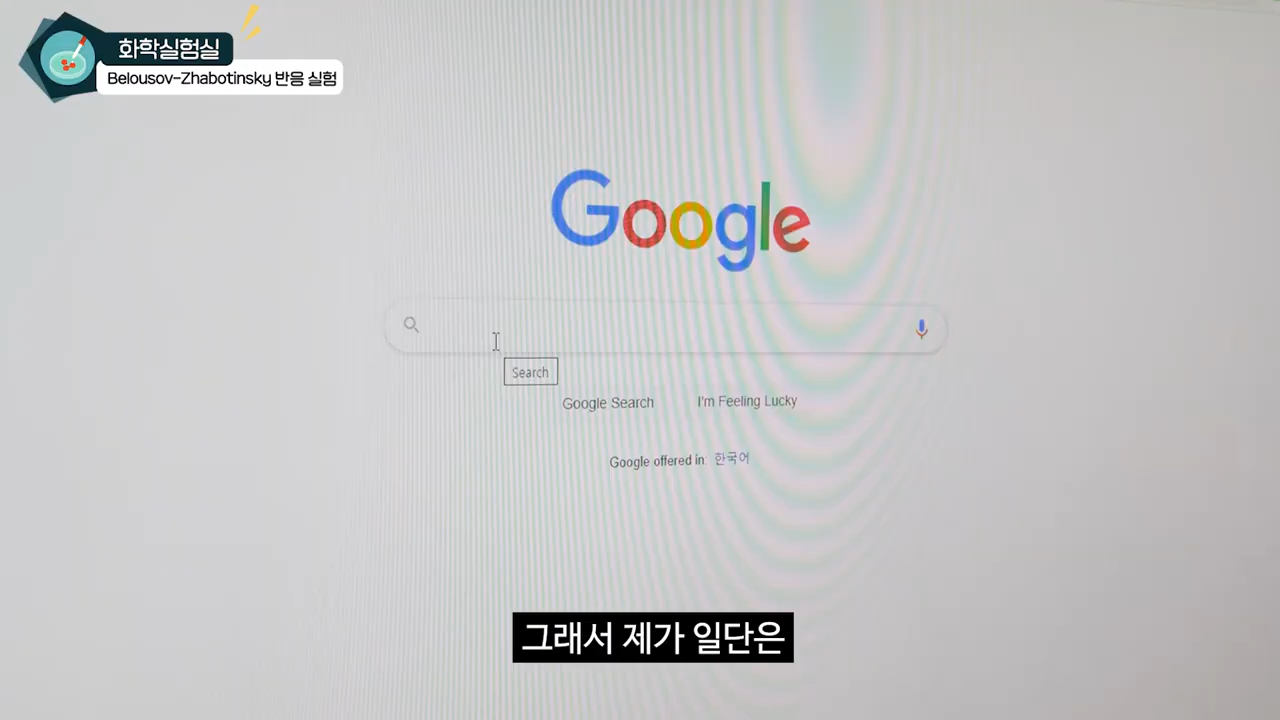 화학실험실
Belousov-Zhabotinsky 반응 실험
Google
Search
Google Search
I'm Feeling Lucky
Google offered in: 한국어
그래서 제가 일단은